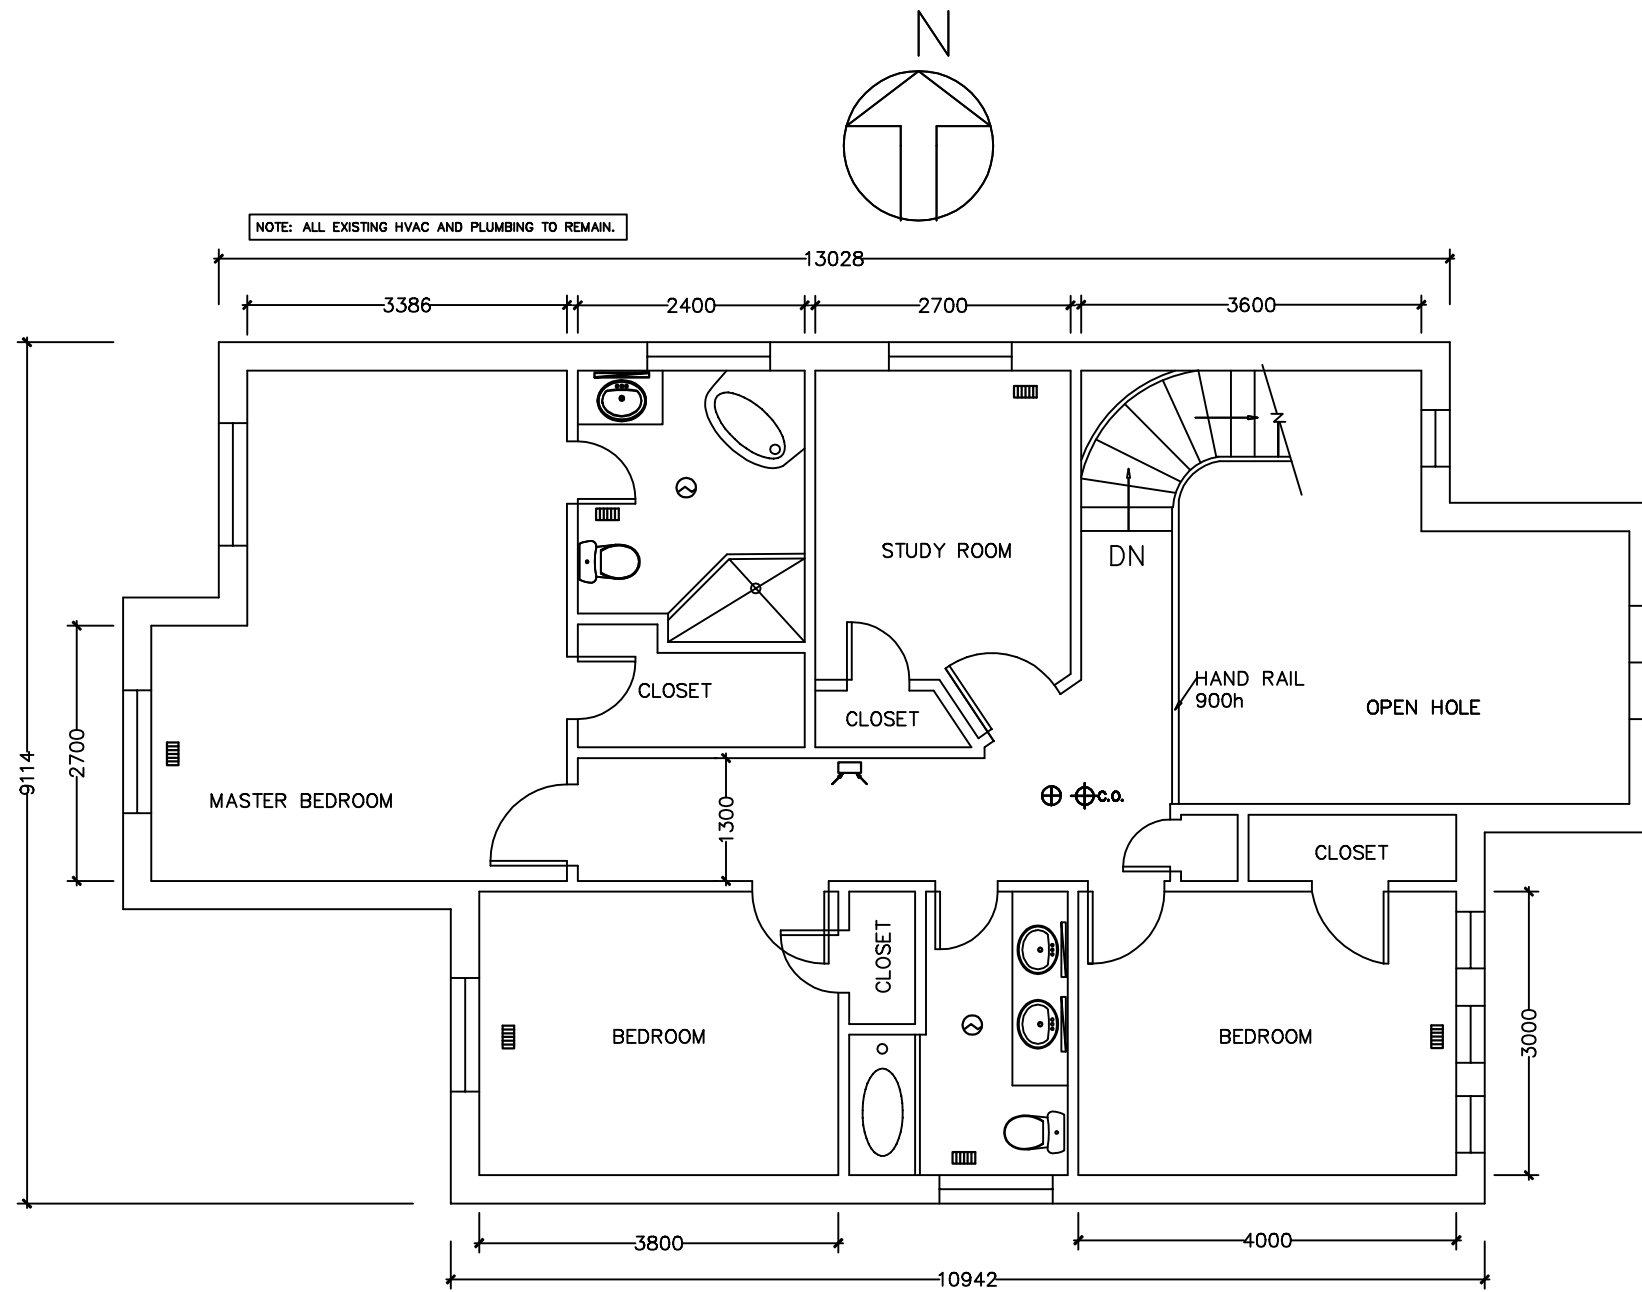 N
NOTE: ALL EXISTING HVAC AND PLUMBING TO REMAIN.
13028
3386
2400
2700
3600
STUDY ROOM
DN
HAND RAIL
900h
OPEN HOLE
CLOSET
CLOSET
9114
2700
MASTER BEDROOM
1300
C.O.
CLOSET
CLOSET
BEDROOM
BEDROOM
3000
3800
4000
10942